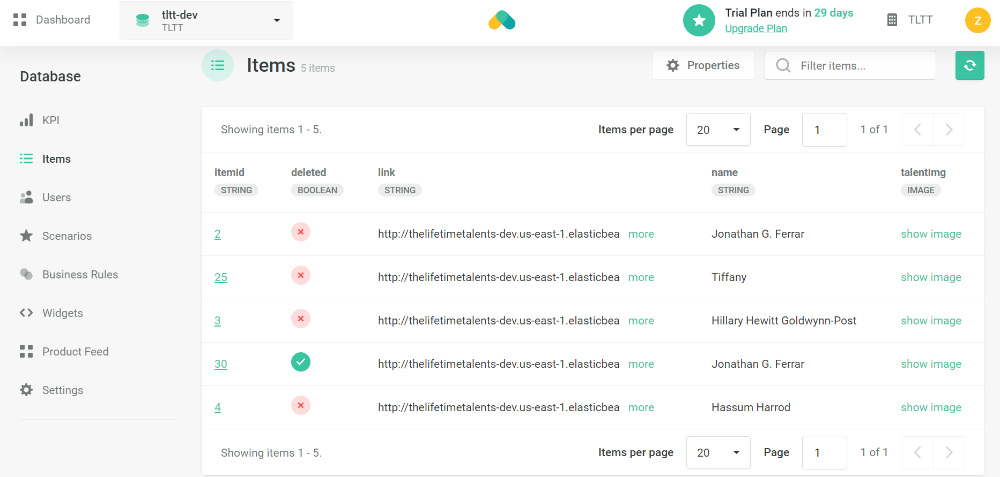 Dashboard
tltt-dev
TLTT
Trial Plan ends in 29 days
Upgrade Plan
TLTT
Z
Database
KPI
Items
Users
Scenarios
Business Rules
Widgets
Product Feed
Settings
Items 5 items
Properties
Filter items...
Showing items 1 - 5.
Items per page 20 Page 1 1 of 1
itemId deleted link name talentImg
STRING BOOLEAN STRING STRING IMAGE
2 http://thelifetimetalents-dev.us-east-1.elasticbea more Jonathan G. Ferrar show image
25 http://thelifetimetalents-dev.us-east-1.elasticbea more Tiffany show image
3 http://thelifetimetalents-dev.us-east-1.elasticbea more Hillary Hewitt Goldwynn-Post show image
30 http://thelifetimetalents-dev.us-east-1.elasticbea more Jonathan G. Ferrar show image
4 http://thelifetimetalents-dev.us-east-1.elasticbea more Hassum Harrod show image
Showing items 1 - 5.
Items per page 20 Page 1 1 of 1